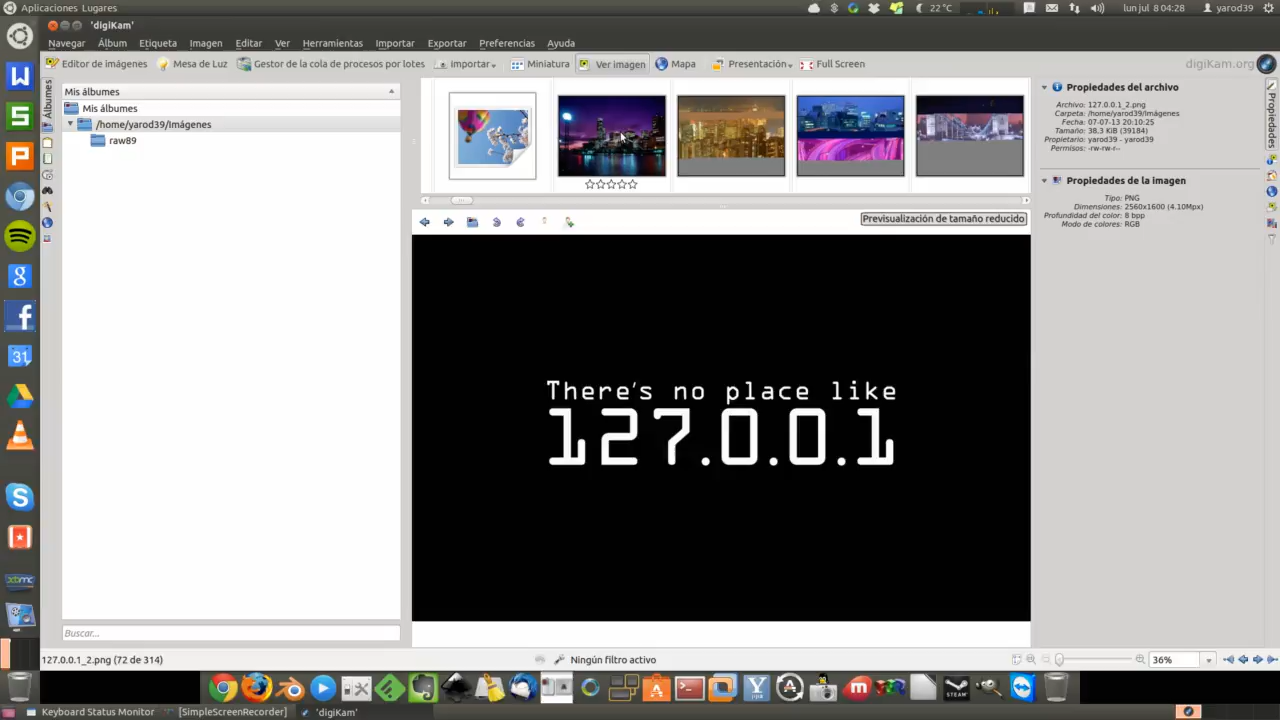 Aplicaciones Lugares
22 °C
lun jul 8 04:28
yarod39
'digiKam'
Navegar Álbum Etiqueta Imagen Editar Ver Herramientas Importar Exportar Preferencias Ayuda
Editor de imágenes Mesa de Luz Gestor de la cola de procesos por lotes importar Miniatura Ver imagen Mapa Presentación Full Screen
digiKam.org
Álbumes
Mis álbumes
Mis álbumes
/home/yarod39/Imágenes
raw89
Buscar...
Previsualización de tamaño reducido
There's no place like
127.0.0.1
Propiedades
Propiedades del archivo
Archivo: 127.0.0.1_2.png
Carpeta: /home/yarod39/Imágenes
Fecha: 07-07-13 20:10:25
Tamaño: 38,3 KiB (39184)
Propietario: yarod39 - yarod39
Permisos: -rw-rw-r--
Propiedades de la imagen
Tipo: PNG
Dimensiones: 2560x1600 (4.10Mpx)
Profundidad del color: 8 bpp
Modo de colores: RGB
127.0.0.1_2.png (72 de 314)
Ningún filtro activo
36%
W
S
P
g
f
31
S
xbmc
Y
PPA
m
STEAM
Keyboard Status Monitor
[SimpleScreenRecorder]
'digiKam'